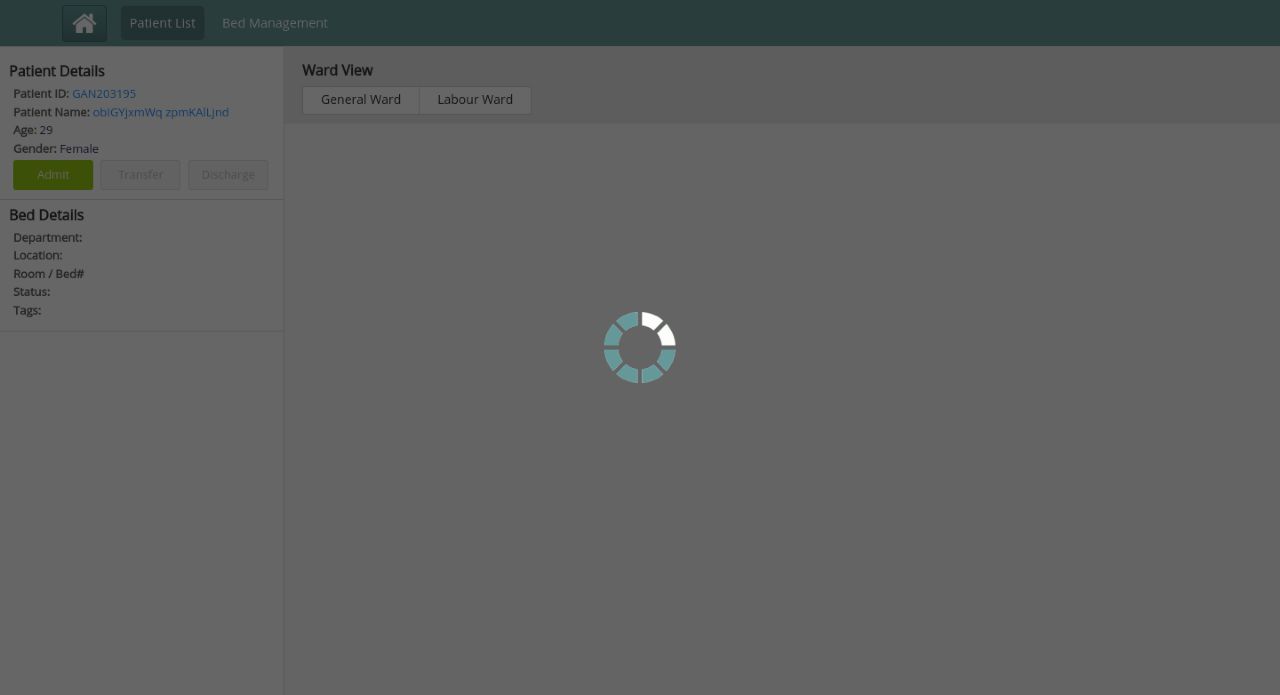 Patient List Bed Management
Patient Details
Patient ID: GAN203195
Patient Name: obiGYjxmWq zpmKAlLjnd
Age: 29
Gender: Female
Admit Transfer Discharge
Bed Details
Department:
Location:
Room / Bed#
Status:
Tags:
Ward View
General Ward Labour Ward